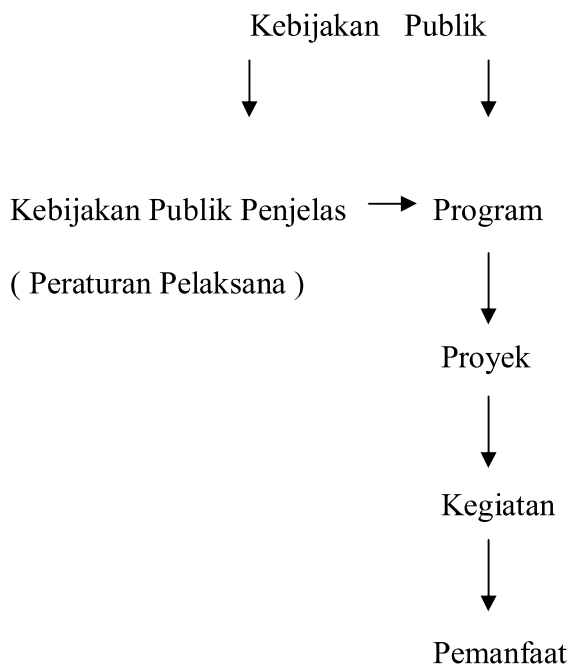 Kebijakan Publik
Kebijakan Publik Penjelas Program
( Peraturan Pelaksana )
Proyek
Kegiatan
Pemanfaat